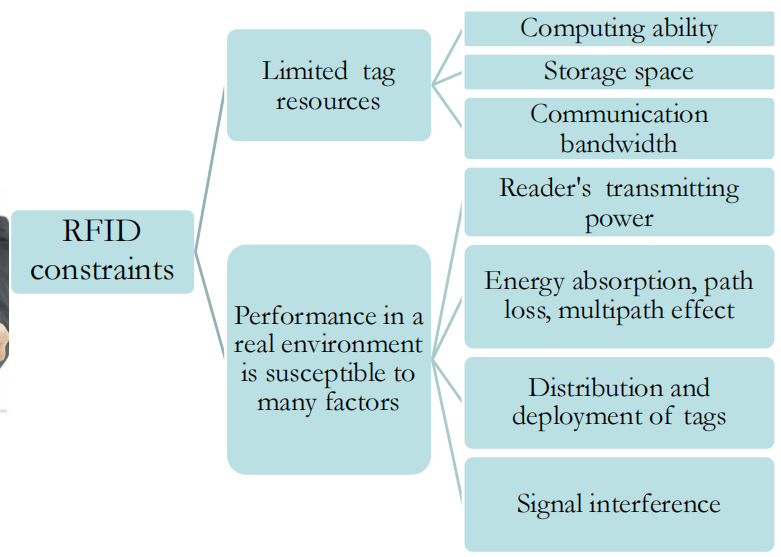 RFID
constraints
Limited tag
resources
Computing ability
Storage space
Communication
bandwidth
Performance in a
real environment
is susceptible to
many factors
Reader's transmitting
power
Energy absorption, path
loss, multipath effect
Distribution and
deployment of tags
Signal interference